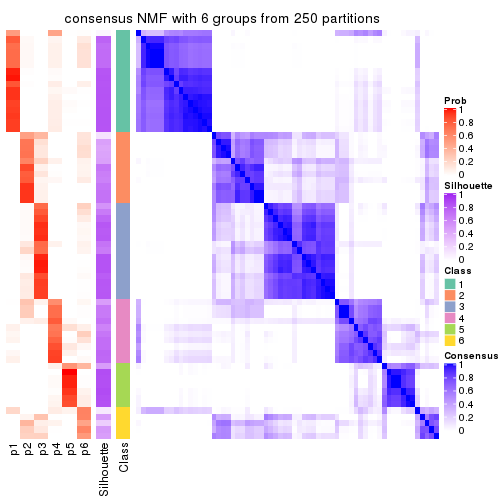 consensus NMF with 6 groups from 250 partitions
Prob
1
0.8
0.6
0.4
0.2
0
Silhouette
1
0.8
0.6
0.4
0.2
0
Class
1
2
3
4
5
6
Consensus
1
0.8
0.6
0.4
0.2
0
p1
p2
p3
p4
p5
p6
Silhouette
Class